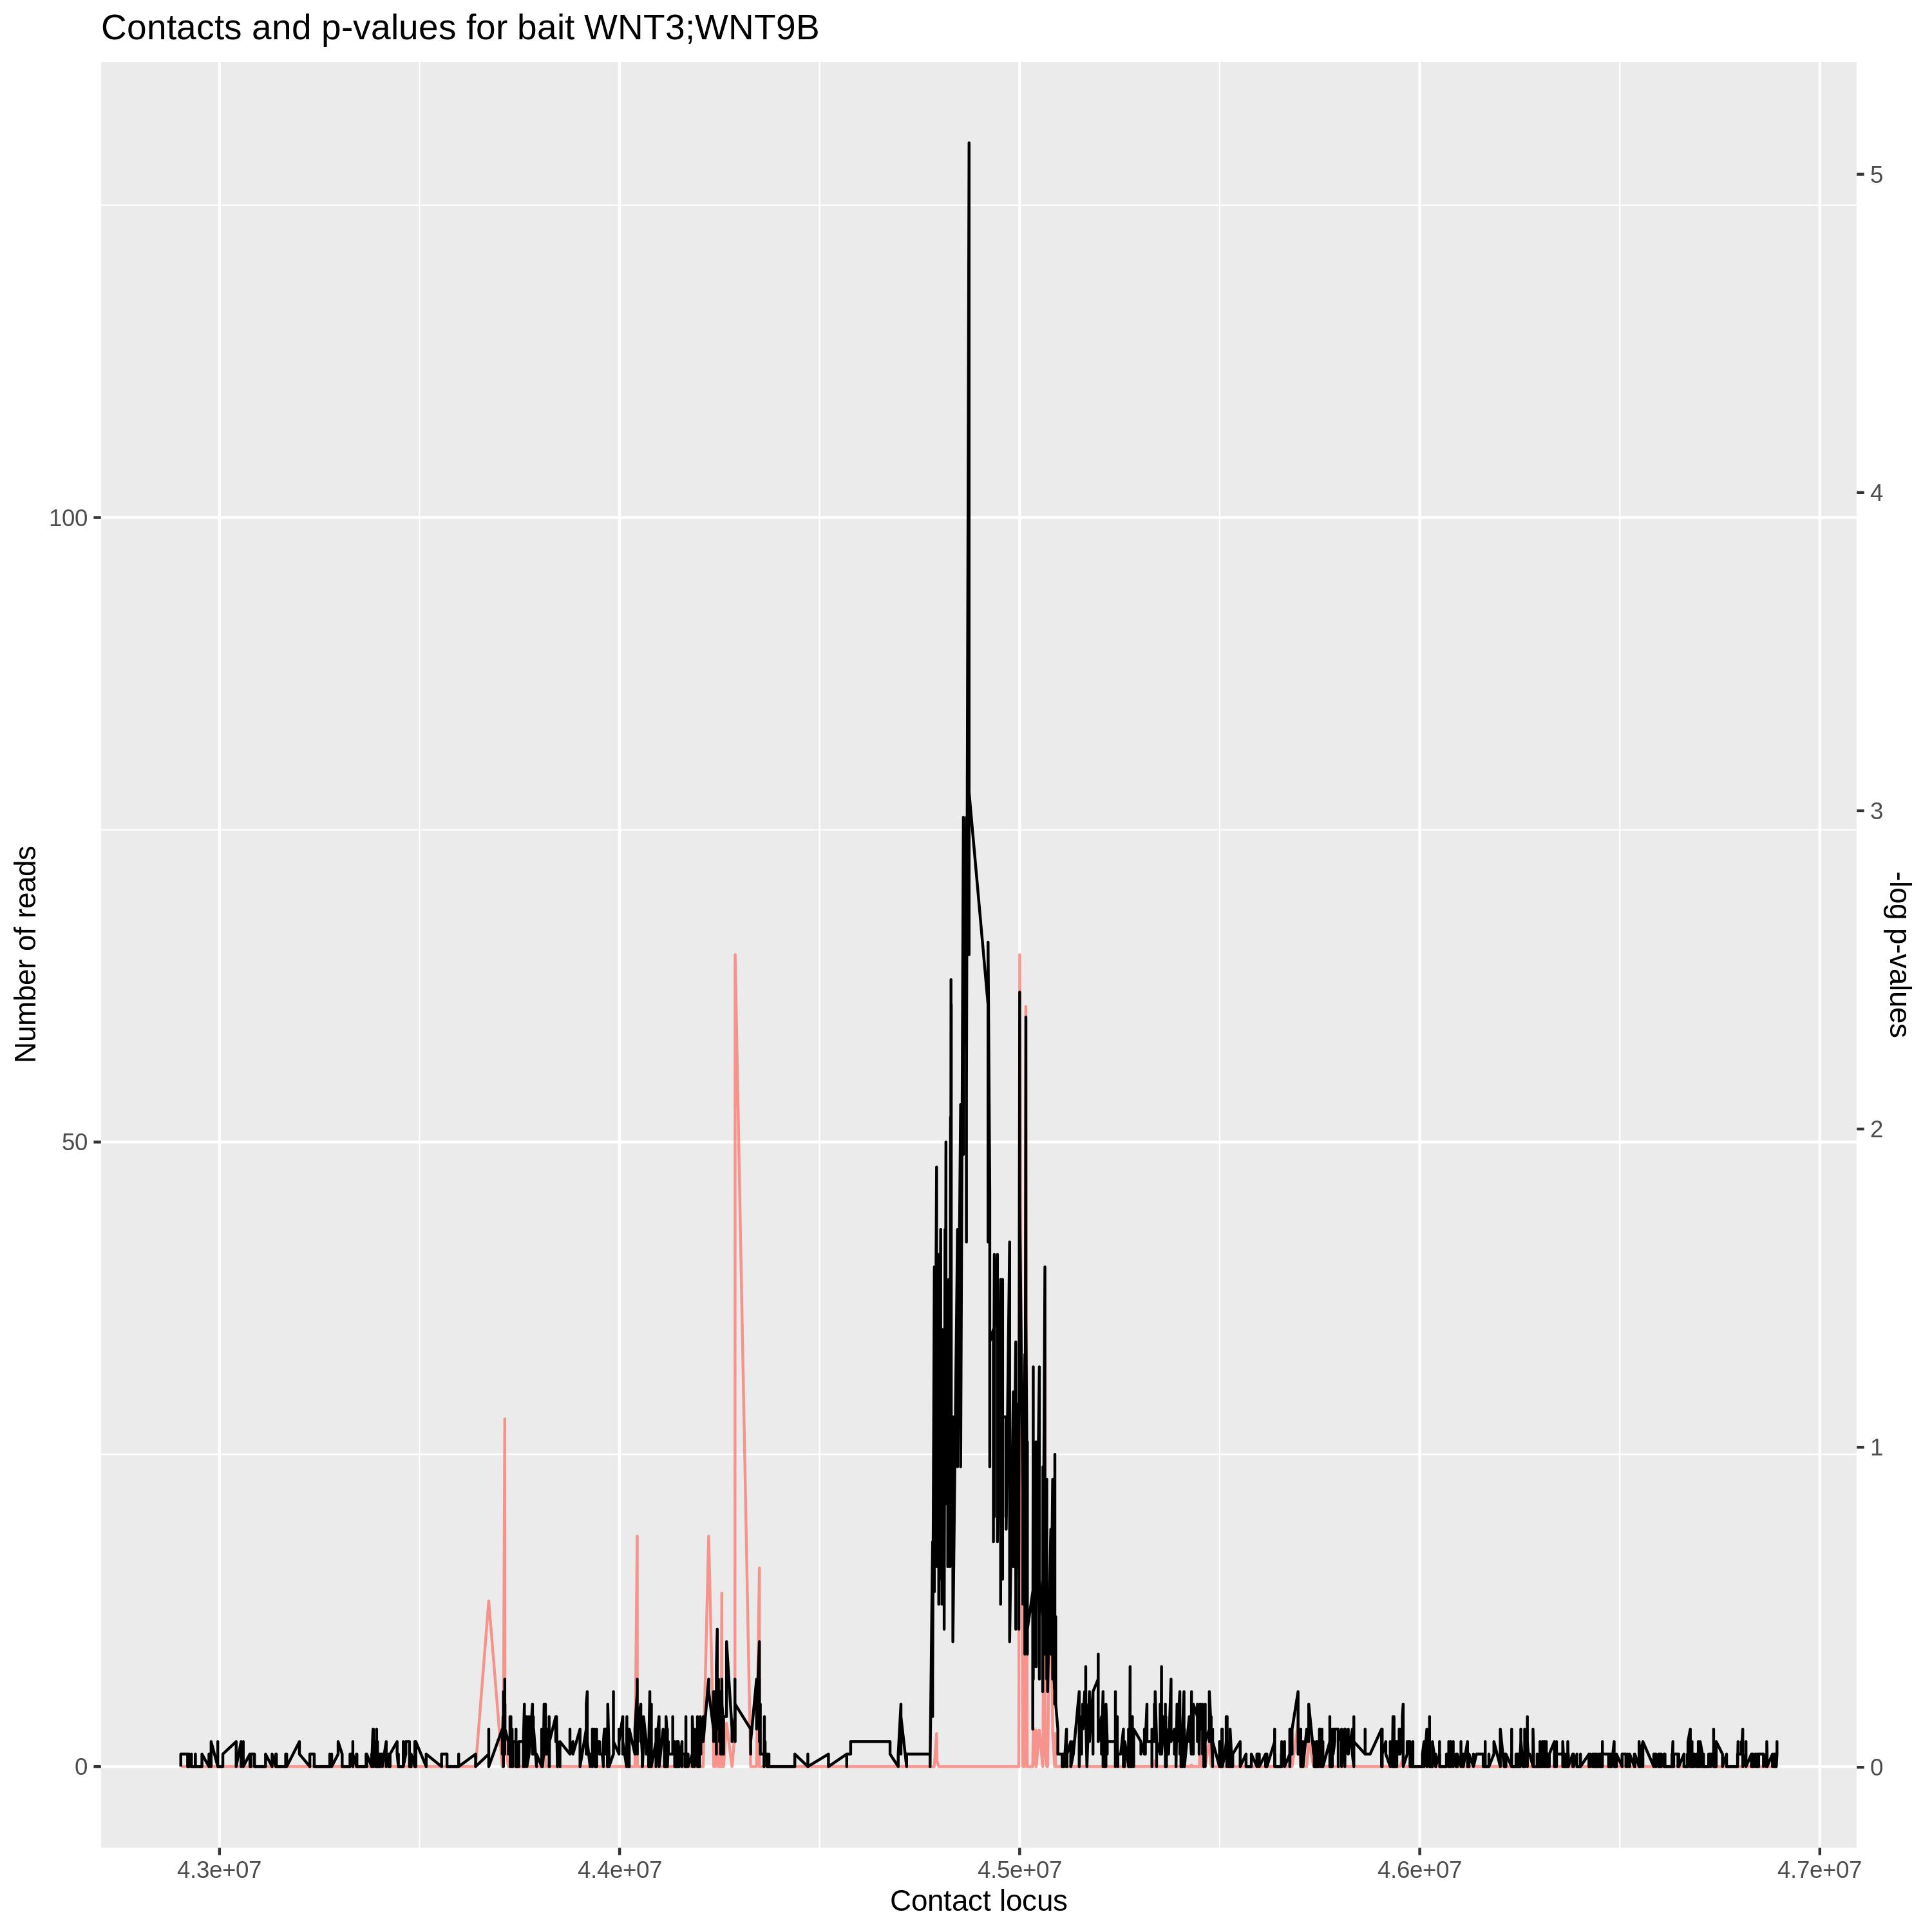 Contacts and p-values for bait WNT3;WNT9B
Number of reads
100
50
0
5
4
3
2
1
0
-log p-values
4.3e+07
4.4e+07
4.5e+07
4.6e+07
4.7e+07
Contact locus